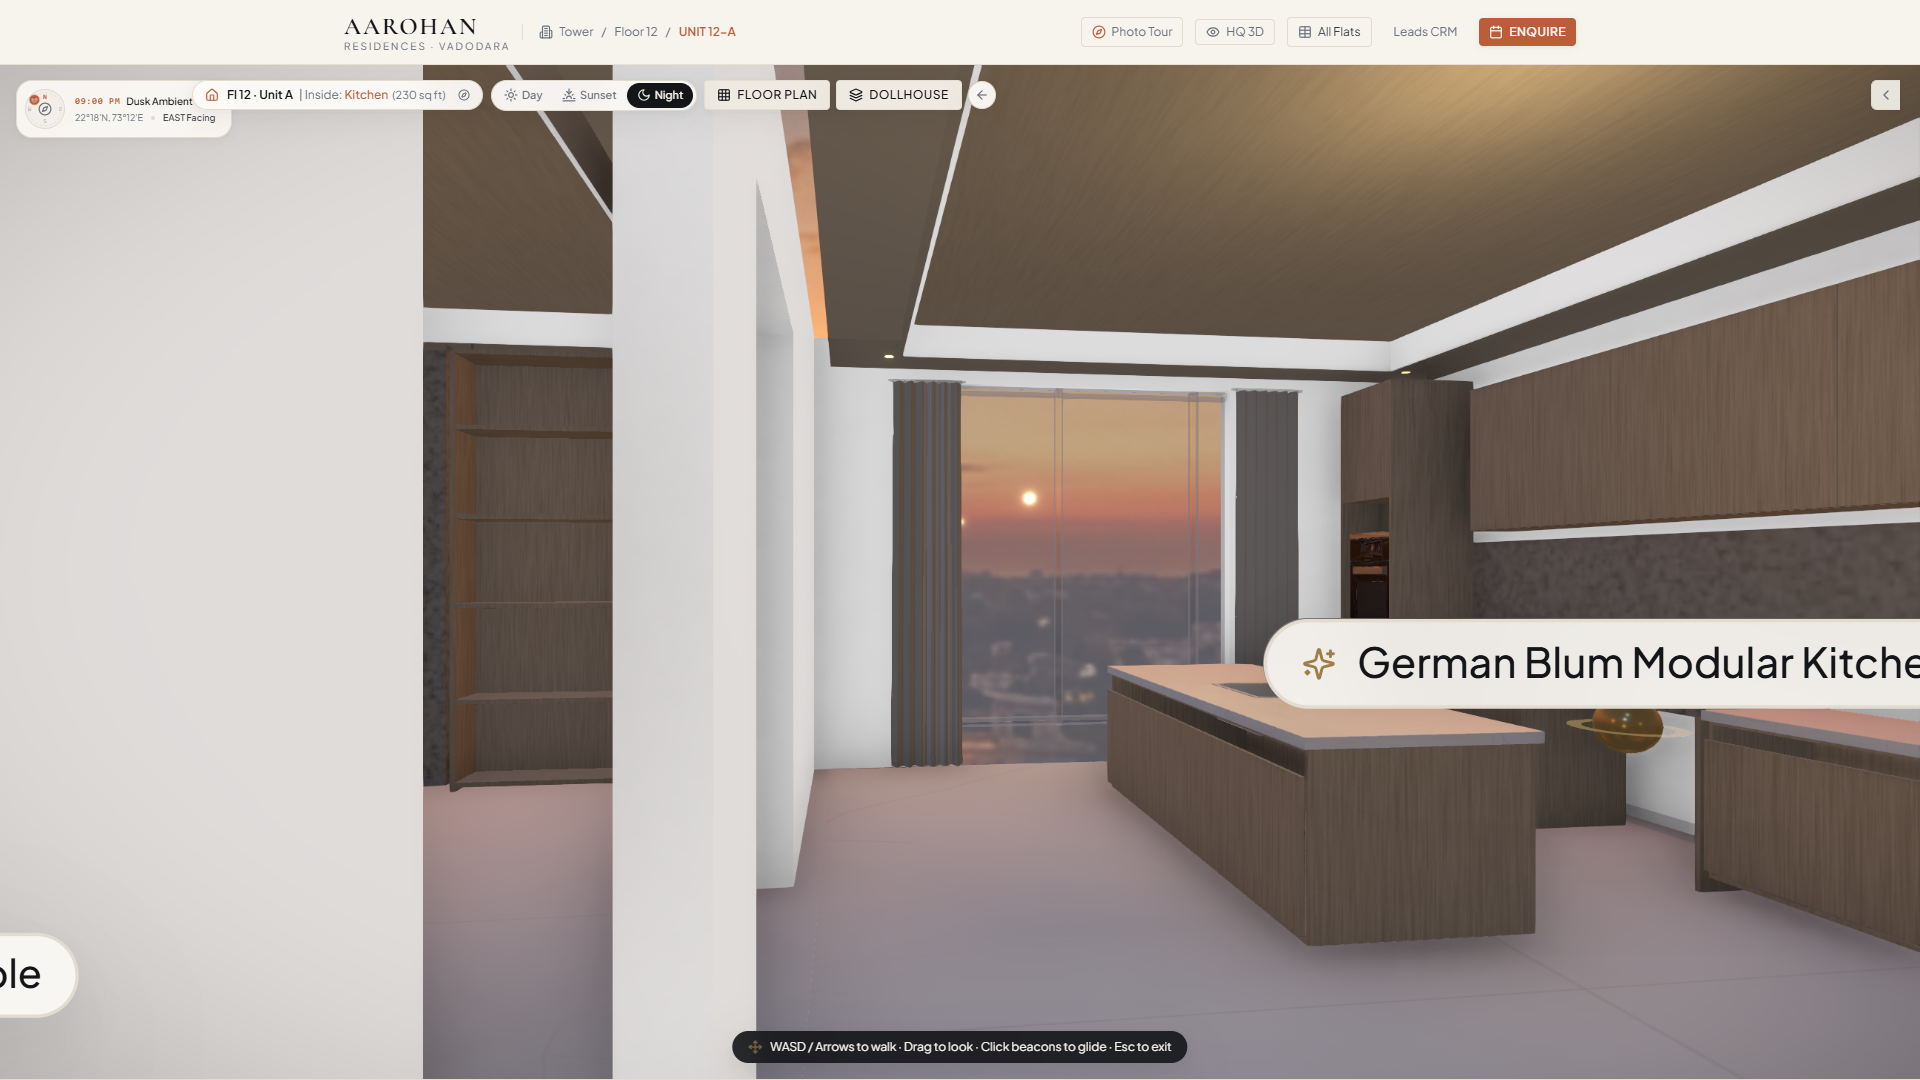 AAROHAN
RESIDENCES · VADODARA
Tower / Floor 12 / UNIT 12-A
Photo Tour
HQ 3D
All Flats
Leads CRM
ENQUIRE
09:00 PM Dusk Ambient
22°18'N, 73°12'E • EAST Facing
Fl 12 · Unit A | Inside: Kitchen (230 sq ft)
Day
Sunset
Night
FLOOR PLAN
DOLLHOUSE
German Blum Modular Kitche
ole
WASD / Arrows to walk · Drag to look · Click beacons to glide · Esc to exit